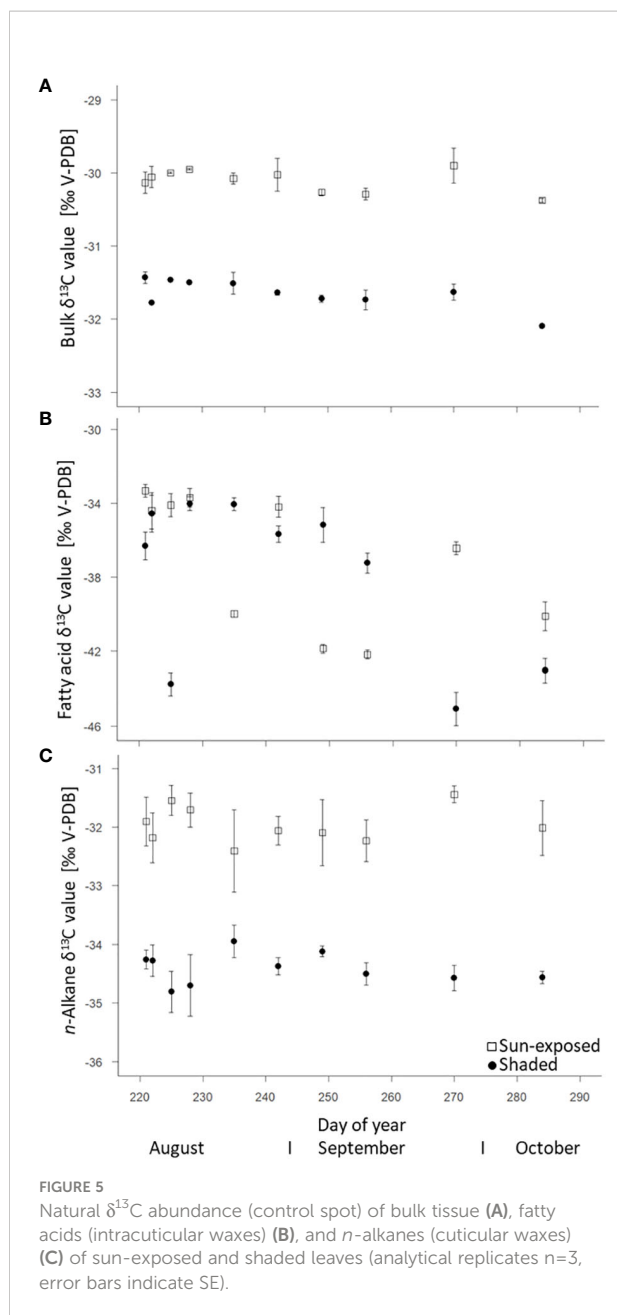 A
Bulk δ¹³C value [‰ V-PDB]
-29
-30
-31
-32
-33
B
Fatty acid δ¹³C value [‰ V-PDB]
-30
-34
-38
-42
-46
C
n-Alkane δ¹³C value [‰ V-PDB]
-31
-32
-33
-34
-35
-36
□Sun-exposed
●Shaded
220 230 240 250 260 270 280 290
Day of year
August | September | October
FIGURE 5
Natural δ¹³C abundance (control spot) of bulk tissue (A), fatty
acids (intracuticular waxes) (B), and n-alkanes (cuticular waxes)
(C) of sun-exposed and shaded leaves (analytical replicates n=3,
error bars indicate SE).